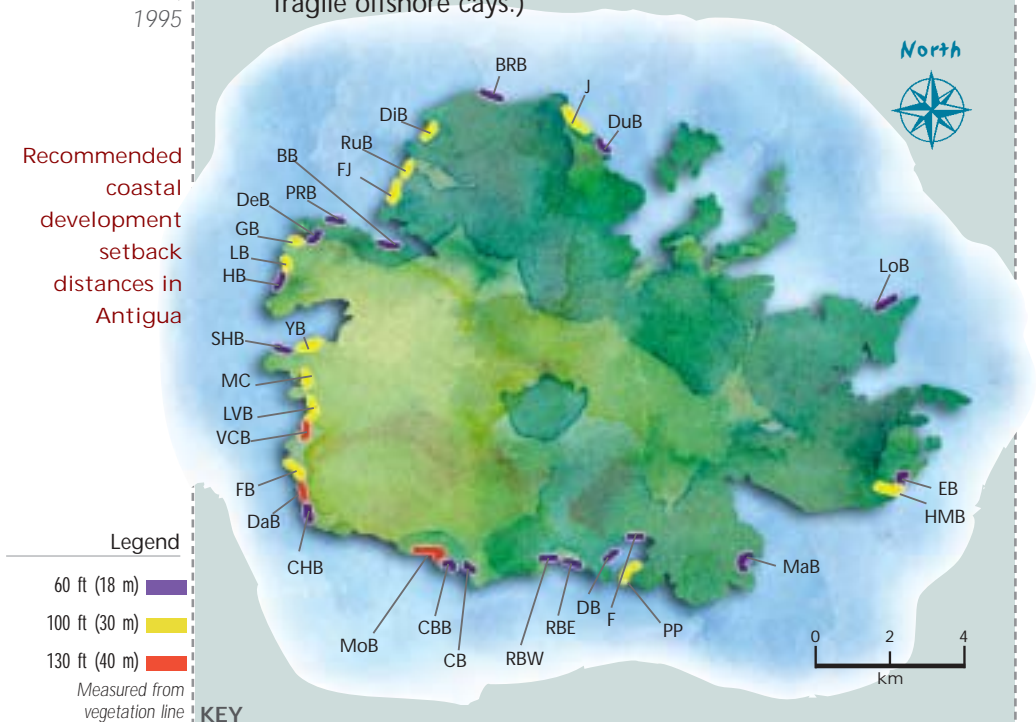 fragile offshore cays.)
1995
North
Recommended
coastal
development
setback
distances in
Antigua
BRB
J
DiB
DuB
RuB
BB
FJ
PRB
DeB
GB
LB
HB
LoB
YB
SHB
MC
LVB
VCB
FB
EB
DaB
HMB
CHB
MaB
DB
F
CBB
RBE
PP
MoB
CB
RBW
Legend
60 ft (18 m)
100 ft (30 m)
130 ft (40 m)
Measured from
vegetation line
0 2 4
km
KEY